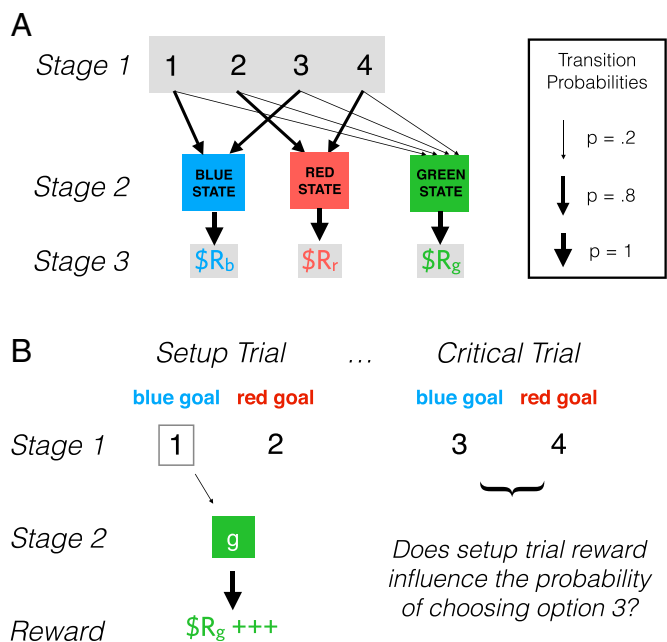 A
Stage 1
1 2 3 4
Transition
Probabilities
p = .2
p = .8
p = 1
Stage 2
BLUE
STATE
RED
STATE
GREEN
STATE
Stage 3
$Rb
$Rr
$Rg
B
Setup Trial ... Critical Trial
blue goal red goal blue goal red goal
Stage 1
1 2 3 4
Stage 2
g
Does setup trial reward
influence the probability
of choosing option 3?
Reward
$Rg +++